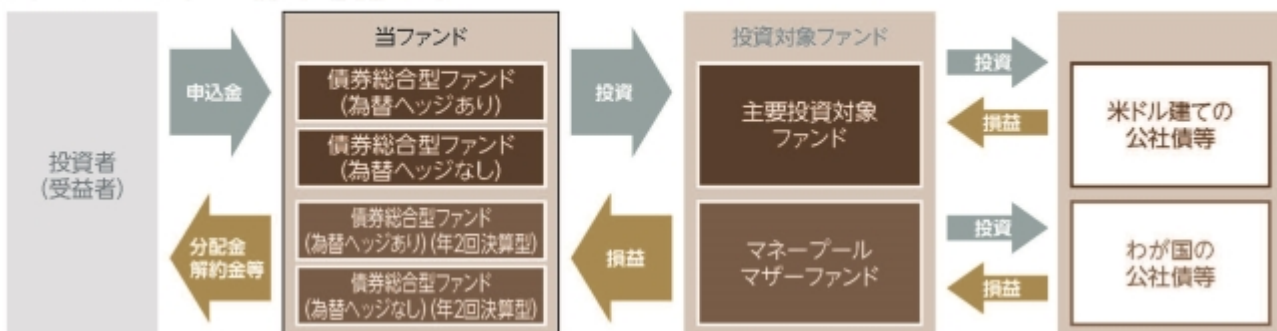 当ファンド
投資対象ファンド
申込金
債券総合型ファンド
(為替ヘッジあり)
投資
主要投資対象
ファンド
投資
損益
米ドル建ての
公社債等
債券総合型ファンド
(為替ヘッジなし)
投資者
(受益者)
分配金
解約金等
債券総合型ファンド
(為替ヘッジあり)(年2回決算型)
損益
マネープール
マザーファンド
投資
損益
わが国の
公社債等
債券総合型ファンド
(為替ヘッジなし)(年2回決算型)